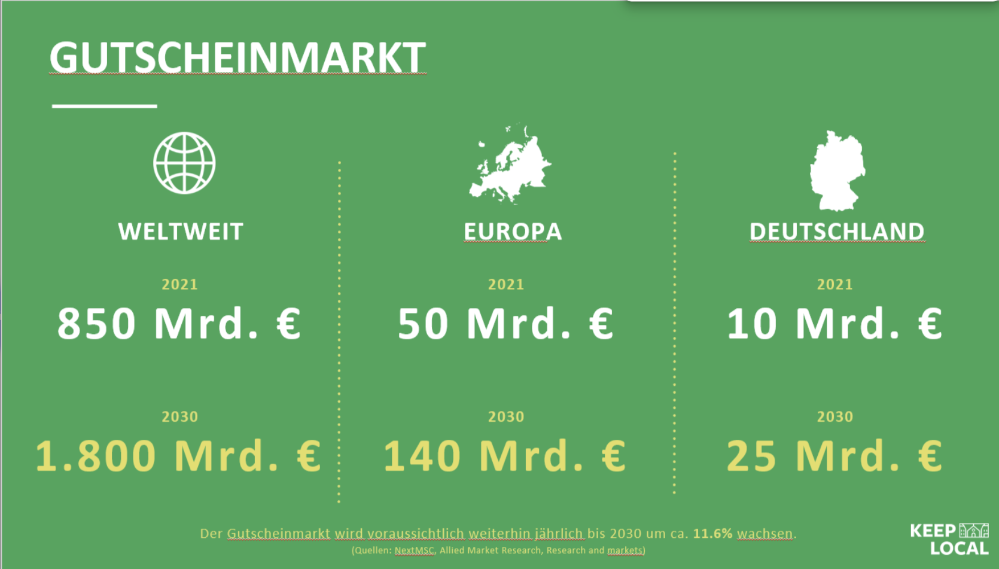 GUTSCHEINMARKT
WELTWEIT
EUROPA
DEUTSCHLAND
2021
2021
2021
850 Mrd. €
50 Mrd. €
10 Mrd. €
2030
2030
2030
1.800 Mrd. €
140 Mrd. €
25 Mrd. €
Der Gutscheinmarkt wird voraussichtlich weiterhin jährlich bis 2030 um ca. 11.6% wachsen.
(Quellen: NextMSC, Allied Market Research, Research and markets)
KEEP
LOCAL